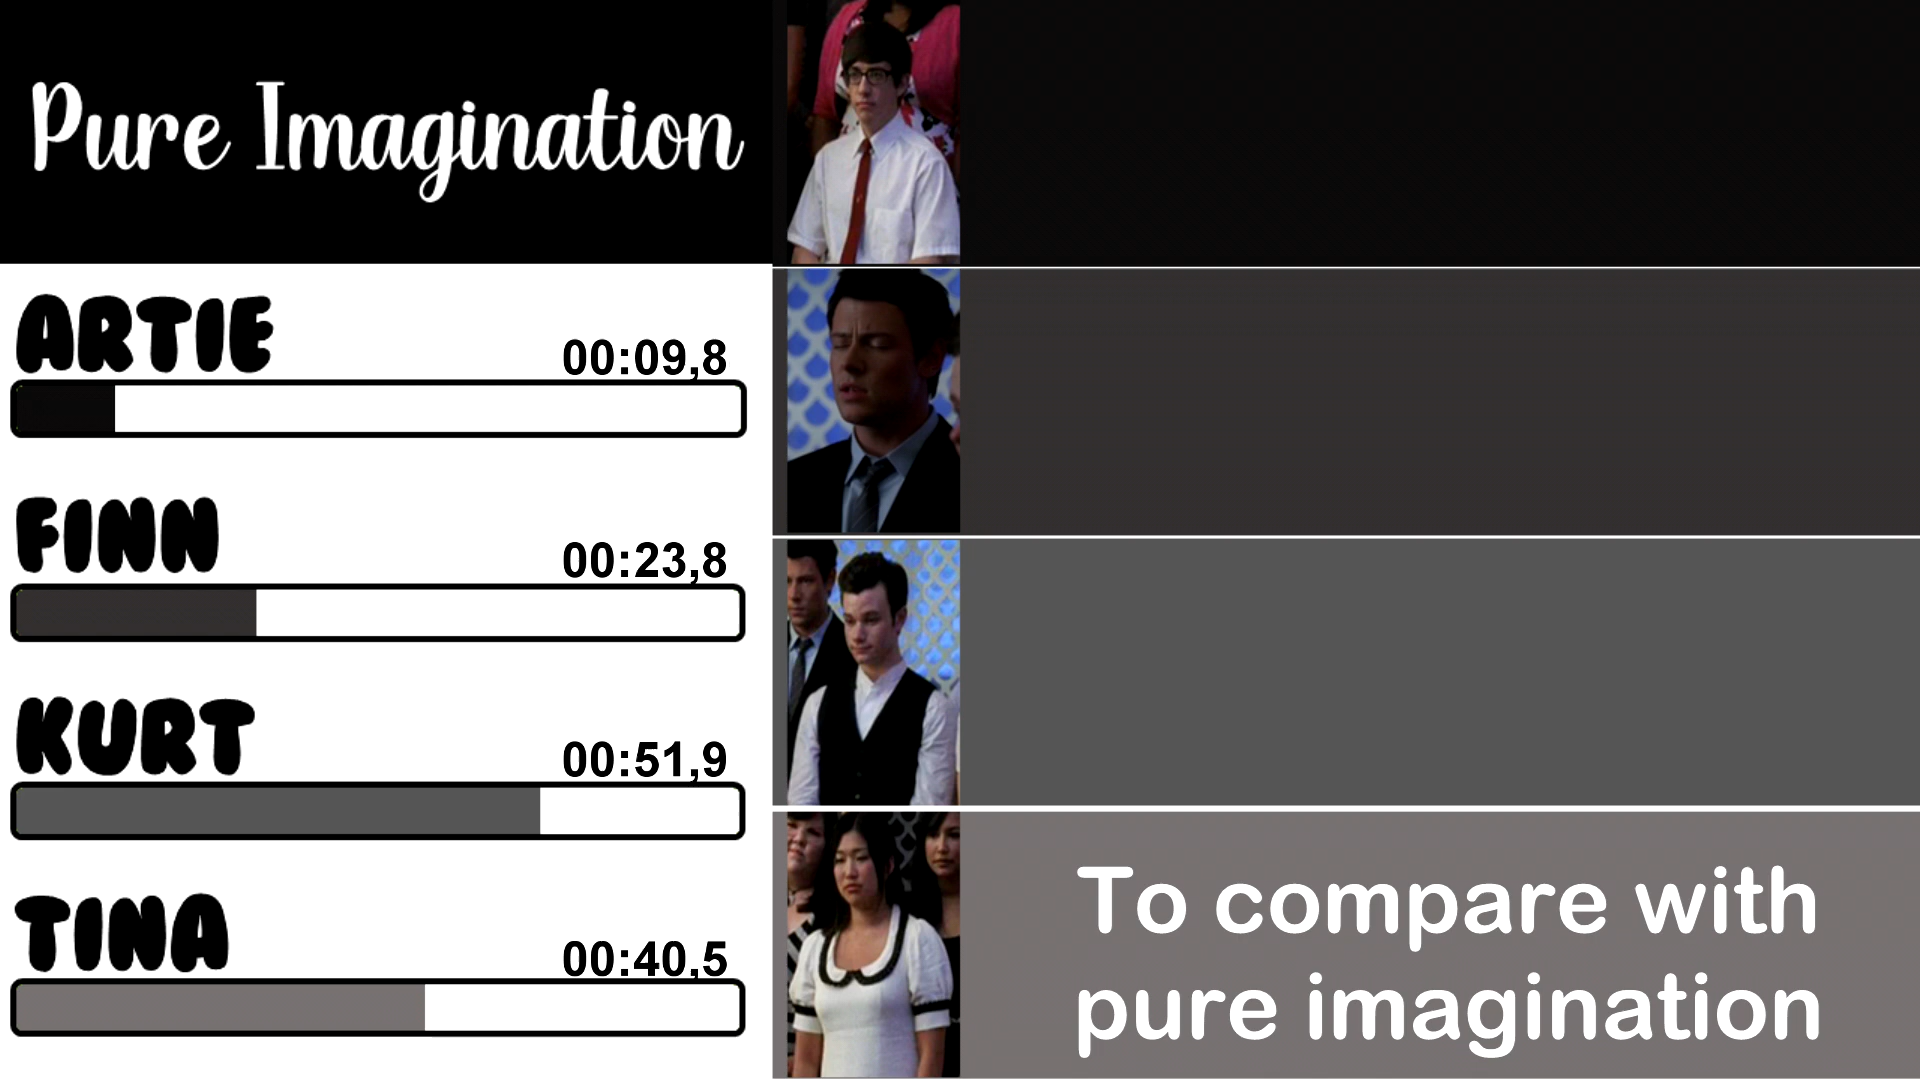 Pure Imagination
ARTIE
00:09,8
FINN
00:23,8
KURT
00:51,9
TINA
00:40,5
To compare with
pure imagination